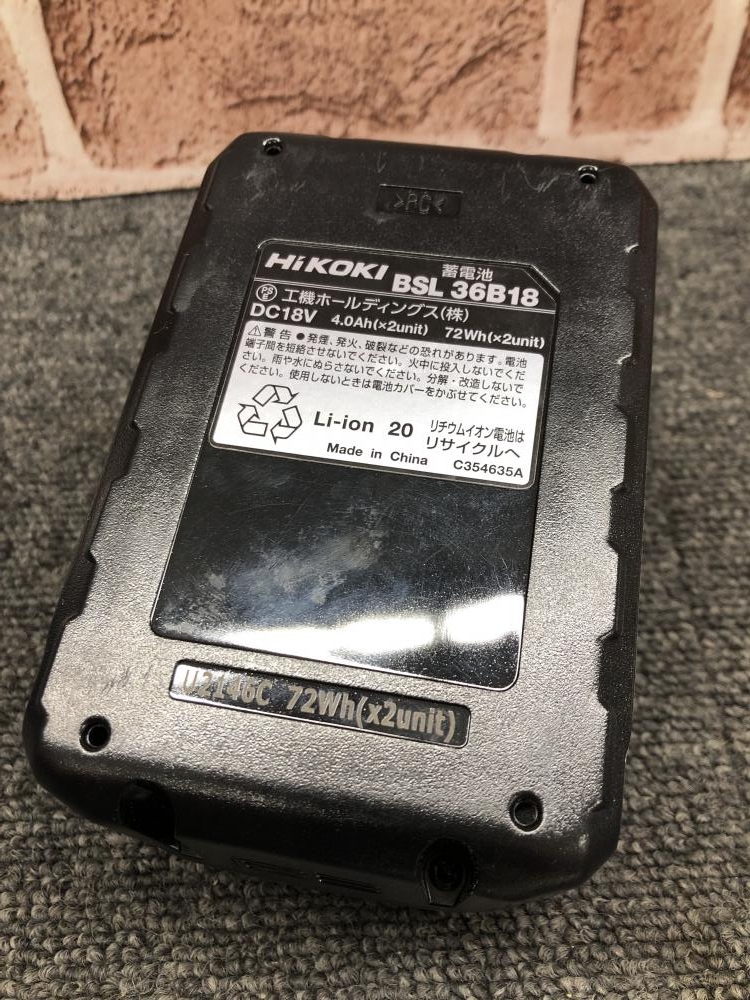 >PC<
HiKOKI 蓄電池
BSL 36B18
PS E 工機ホールディングス(株)
DC18V 4.0Ah(×2unit) 72Wh(×2unit)
⚠警告 ●発煙、発火、破裂などの恐れがあります。電池
端子間を短絡させないでください。火中に投入しないでくだ
さい。雨や水にぬらさないでください。分解・改造しないで
ください。使用しないときは電池カバーをかぶせてください。
Li-ion 20 リチウムイオン電池は
リサイクルへ
Made in China C354635A
U2146C 72Wh(x2unit)